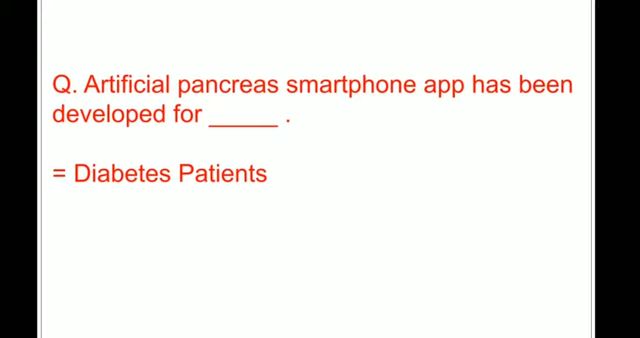 Q. Artificial pancreas smartphone app has been
developed for _____ .
= Diabetes Patients